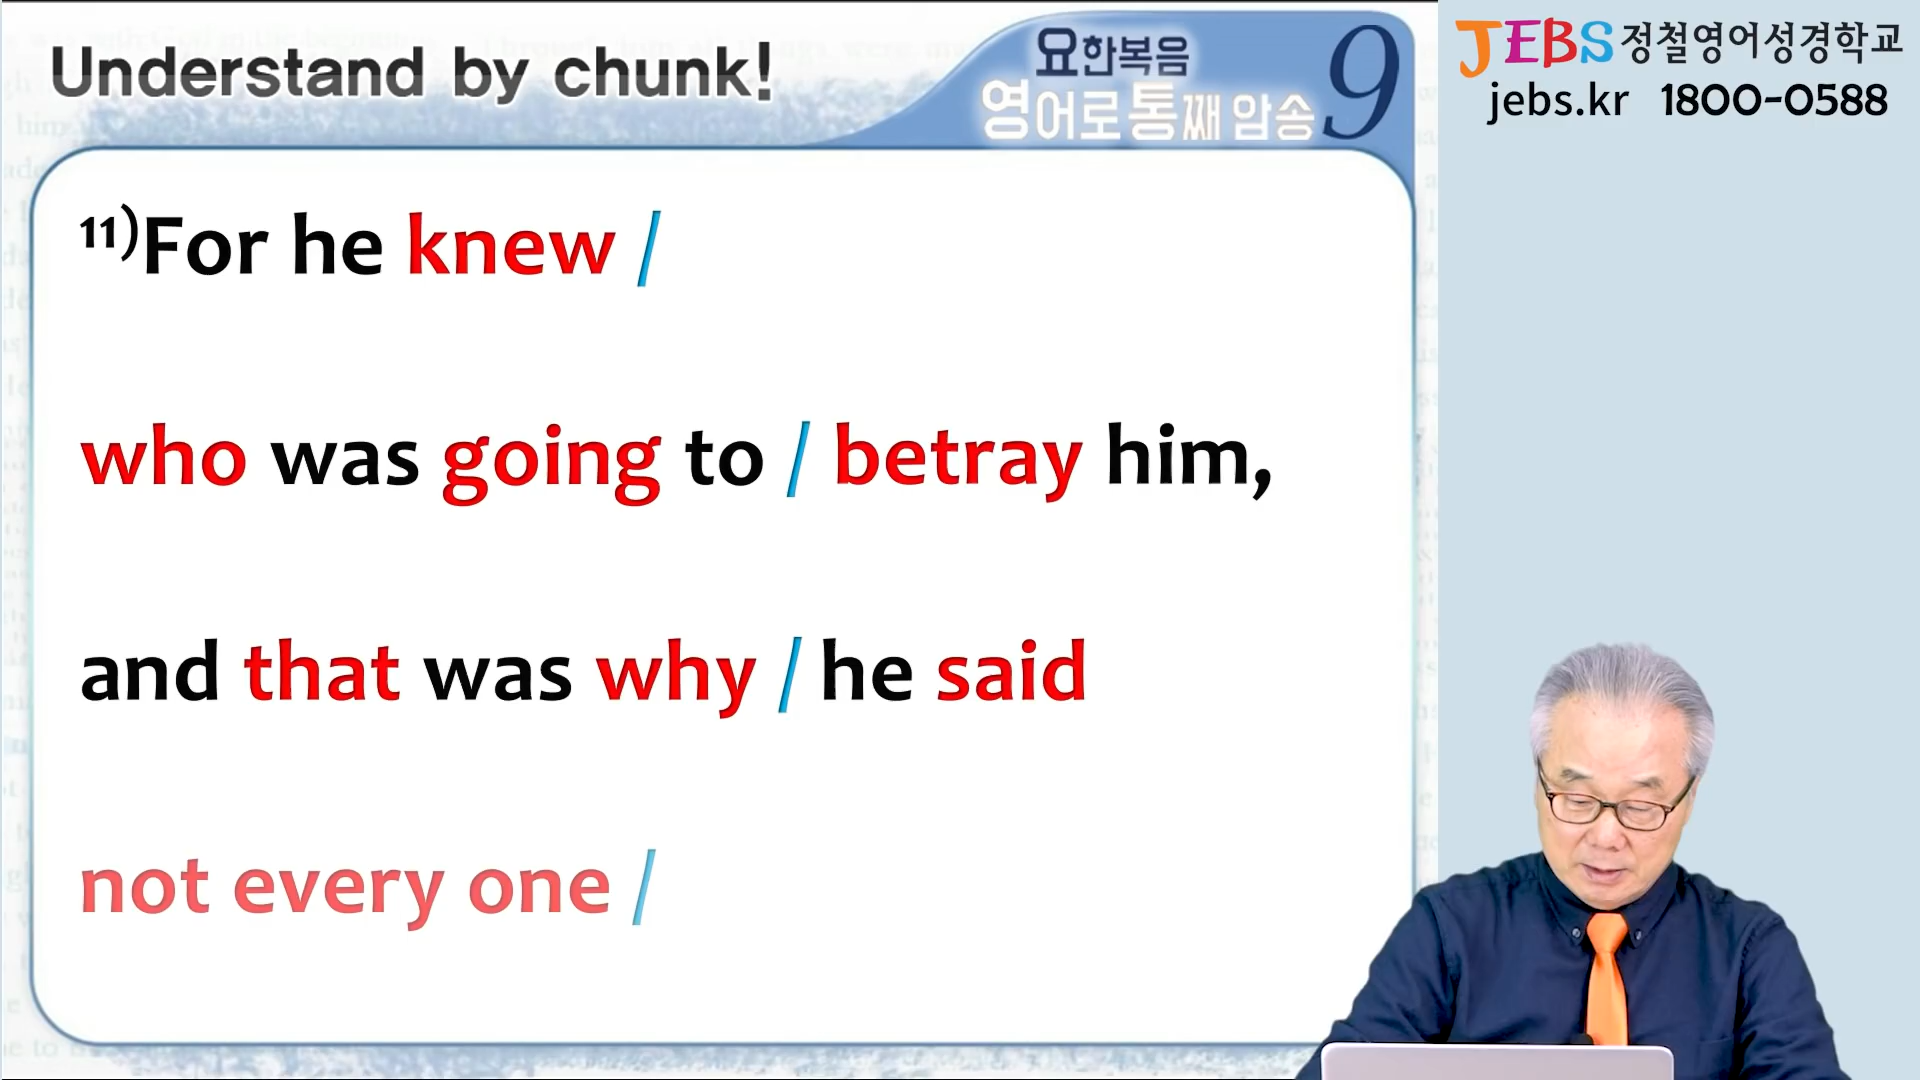 Understand by chunk!
요한복음
영어로 통째 암송 9
JEBS 정철영어성경학교
jebs.kr 1800-0588
11)For he knew /
who was going to / betray him,
and that was why / he said
not every one /